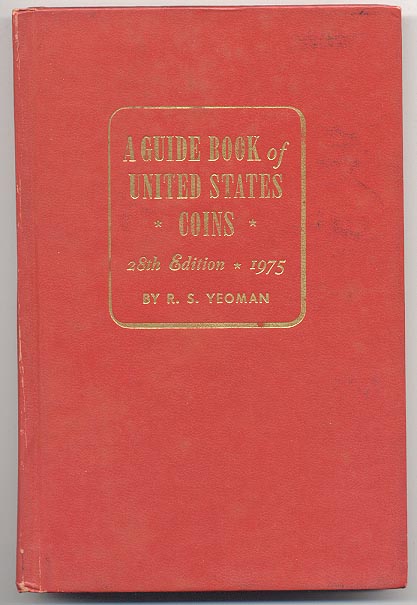 A GUIDE BOOK of
UNITED STATES
* COINS *
28th Edition * 1975
BY R. S. YEOMAN